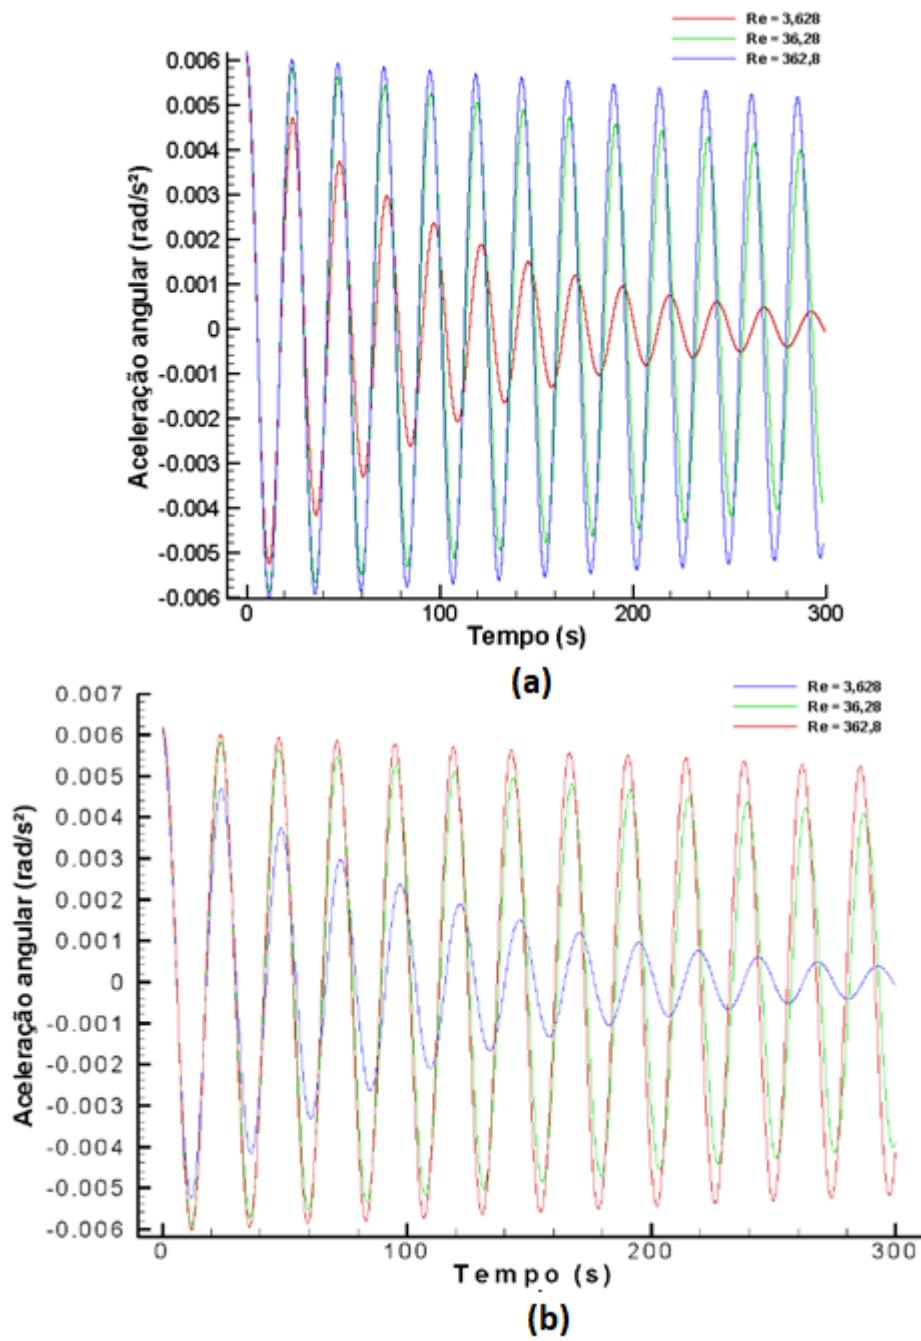 Re = 3,628
Re = 36,28
Re = 362,8
0.006
0.005
0.004
0.003
0.002
0.001
0
-0.001
-0.002
-0.003
-0.004
-0.005
-0.006
Aceleração angular (rad/s²)
0 100 200 300
Tempo (s)
(a)
Re = 3,628
Re = 36,28
Re = 362,8
0.007
0.006
0.005
0.004
0.003
0.002
0.001
0
-0.001
-0.002
-0.003
-0.004
-0.005
-0.006
Aceleração angular (rad/s²)
0 100 200 300
Tempo (s)
(b)